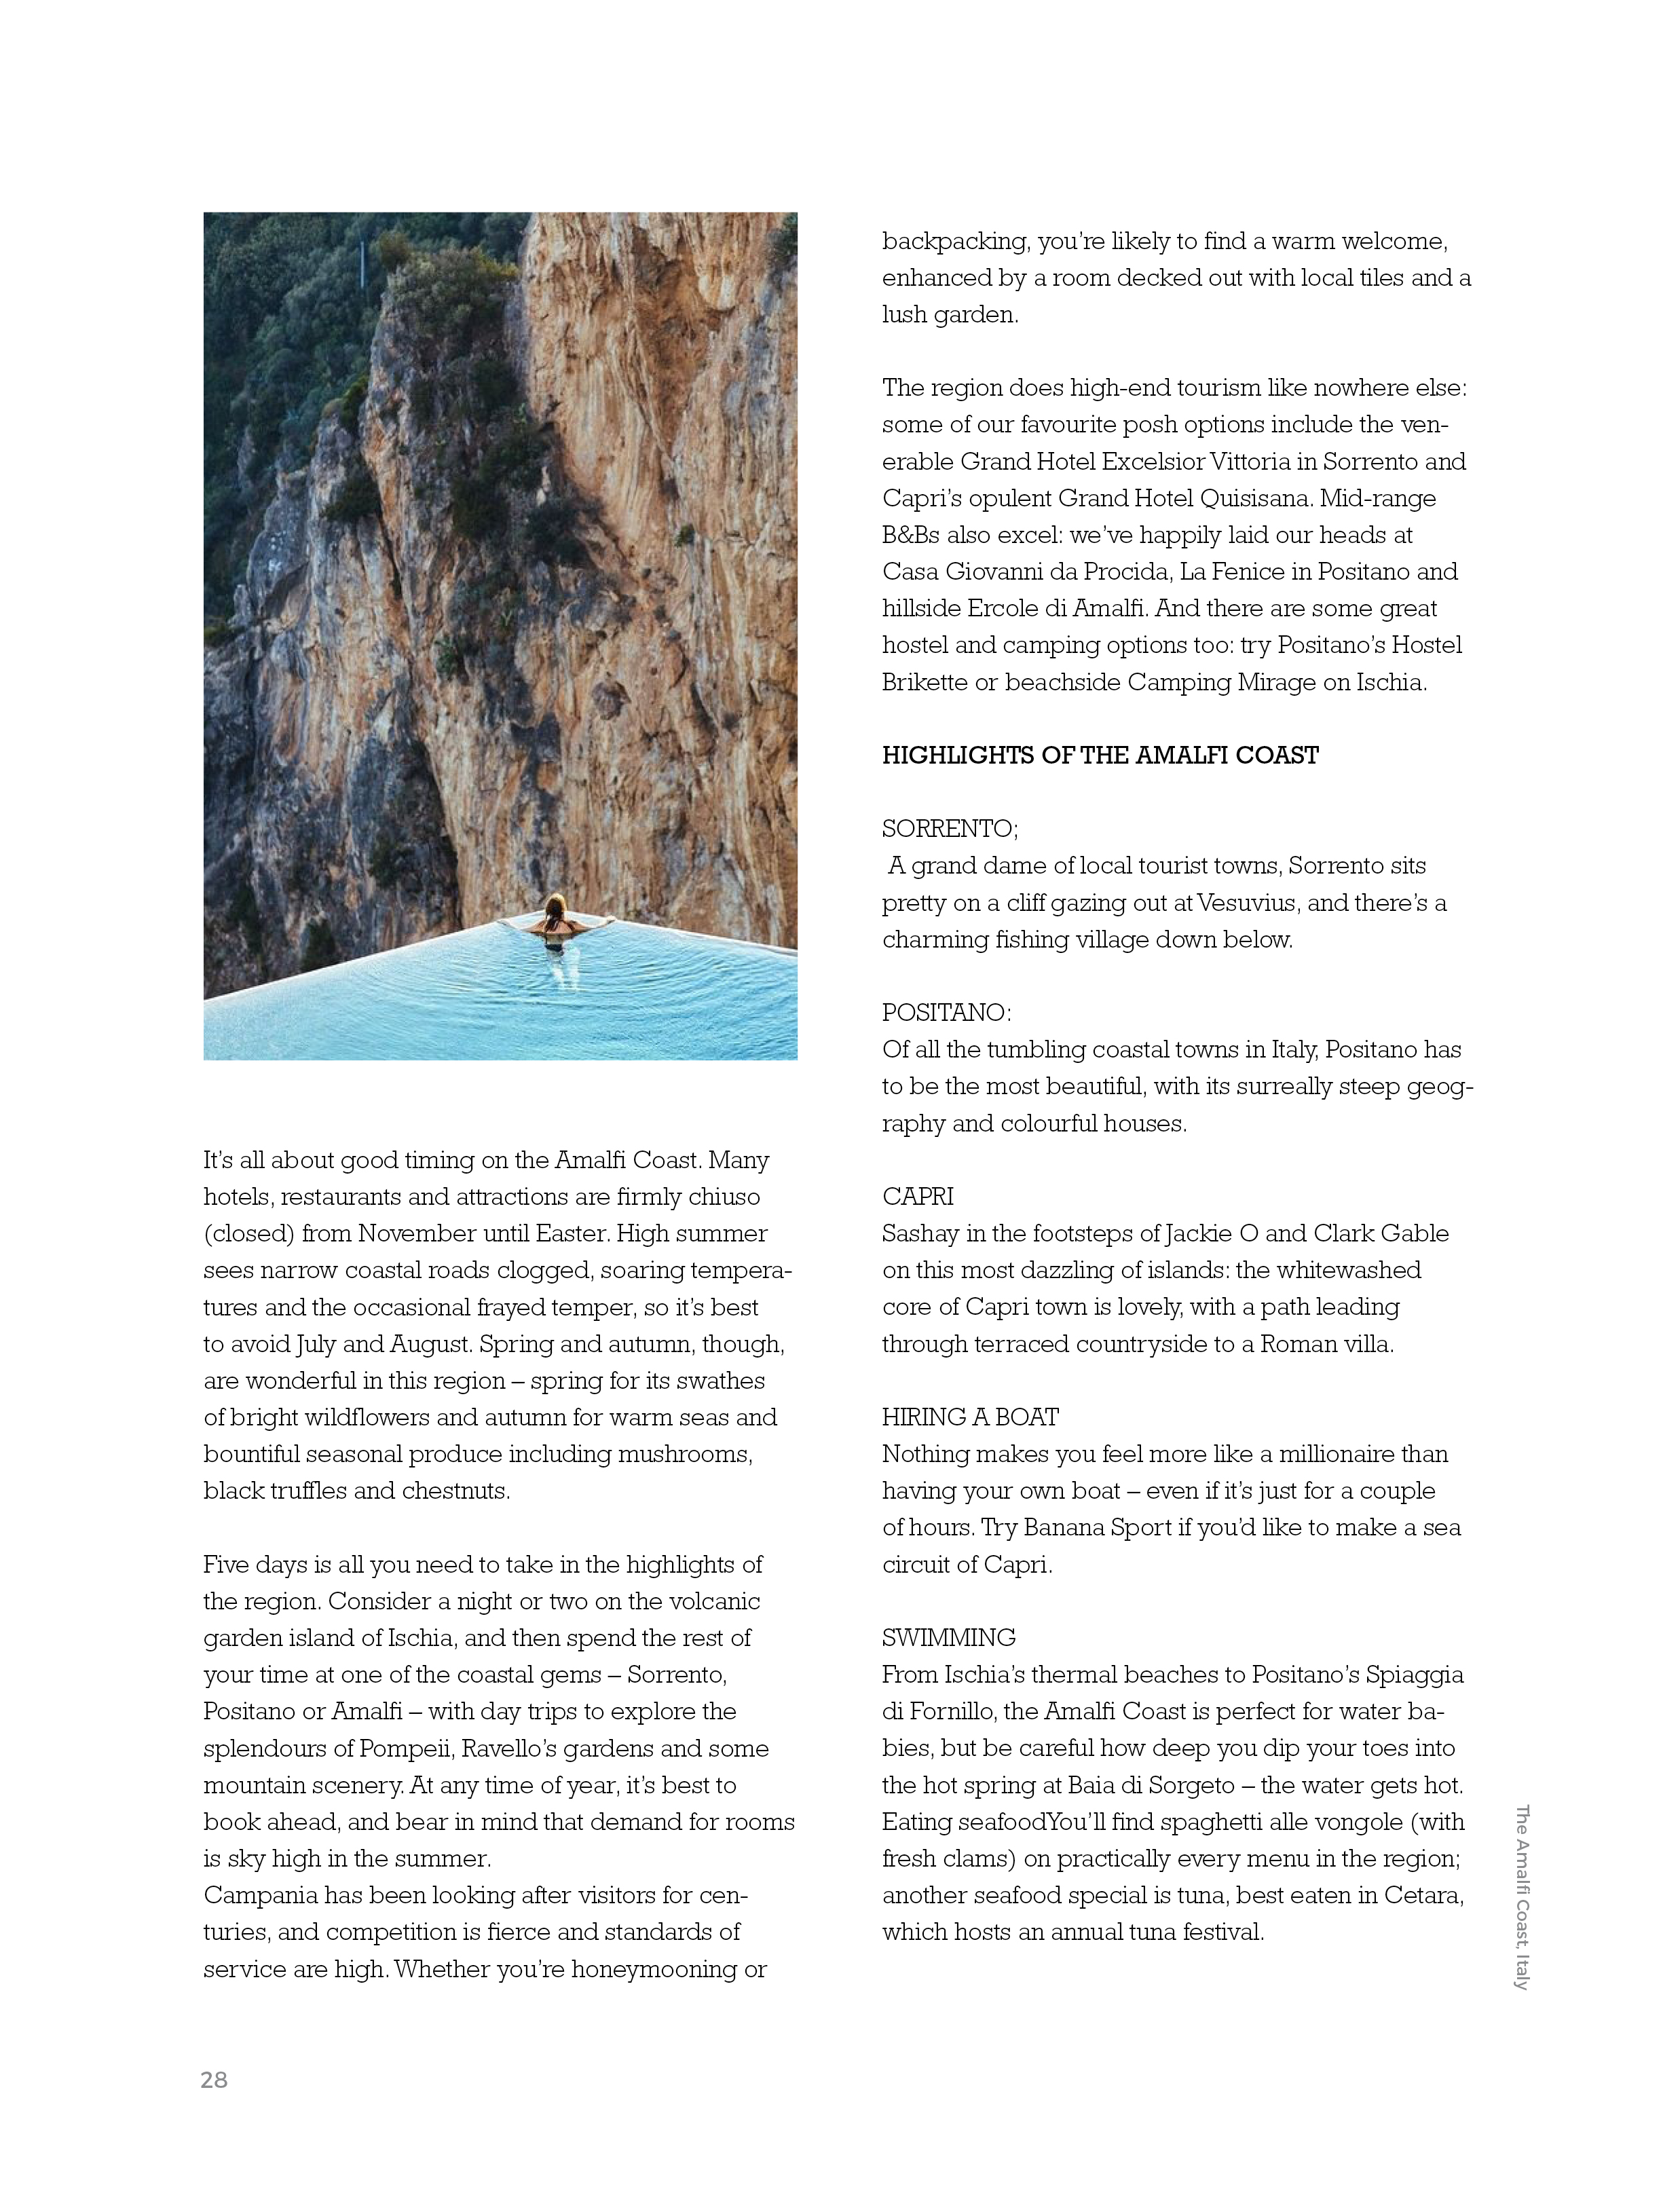 It's all about good timing on the Amalfi Coast. Many
hotels, restaurants and attractions are firmly chiuso
(closed) from November until Easter. High summer
sees narrow coastal roads clogged, soaring tempera-
tures and the occasional frayed temper, so it's best
to avoid July and August. Spring and autumn, though,
are wonderful in this region – spring for its swathes
of bright wildflowers and autumn for warm seas and
bountiful seasonal produce including mushrooms,
black truffles and chestnuts.

Five days is all you need to take in the highlights of
the region. Consider a night or two on the volcanic
garden island of Ischia, and then spend the rest of
your time at one of the coastal gems – Sorrento,
Positano or Amalfi – with day trips to explore the
splendours of Pompeii, Ravello's gardens and some
mountain scenery. At any time of year, it's best to
book ahead, and bear in mind that demand for rooms
is sky high in the summer.
Campania has been looking after visitors for cen-
turies, and competition is fierce and standards of
service are high. Whether you're honeymooning or
backpacking, you're likely to find a warm welcome,
enhanced by a room decked out with local tiles and a
lush garden.

The region does high-end tourism like nowhere else:
some of our favourite posh options include the ven-
erable Grand Hotel Excelsior Vittoria in Sorrento and
Capri's opulent Grand Hotel Quisisana. Mid-range
B&Bs also excel: we've happily laid our heads at
Casa Giovanni da Procida, La Fenice in Positano and
hillside Ercole di Amalfi. And there are some great
hostel and camping options too: try Positano's Hostel
Brikette or beachside Camping Mirage on Ischia.

HIGHLIGHTS OF THE AMALFI COAST

SORRENTO;
A grand dame of local tourist towns, Sorrento sits
pretty on a cliff gazing out at Vesuvius, and there's a
charming fishing village down below.

POSITANO:
Of all the tumbling coastal towns in Italy, Positano has
to be the most beautiful, with its surreally steep geog-
raphy and colourful houses.

CAPRI
Sashay in the footsteps of Jackie O and Clark Gable
on this most dazzling of islands: the whitewashed
core of Capri town is lovely, with a path leading
through terraced countryside to a Roman villa.

HIRING A BOAT
Nothing makes you feel more like a millionaire than
having your own boat – even if it's just for a couple
of hours. Try Banana Sport if you'd like to make a sea
circuit of Capri.

SWIMMING
From Ischia's thermal beaches to Positano's Spiaggia
di Fornillo, the Amalfi Coast is perfect for water ba-
bies, but be careful how deep you dip your toes into
the hot spring at Baia di Sorgeto – the water gets hot.
Eating seafoodYou'll find spaghetti alle vongole (with
fresh clams) on practically every menu in the region;
another seafood special is tuna, best eaten in Cetara,
which hosts an annual tuna festival.

The Amalfi Coast, Italy
28